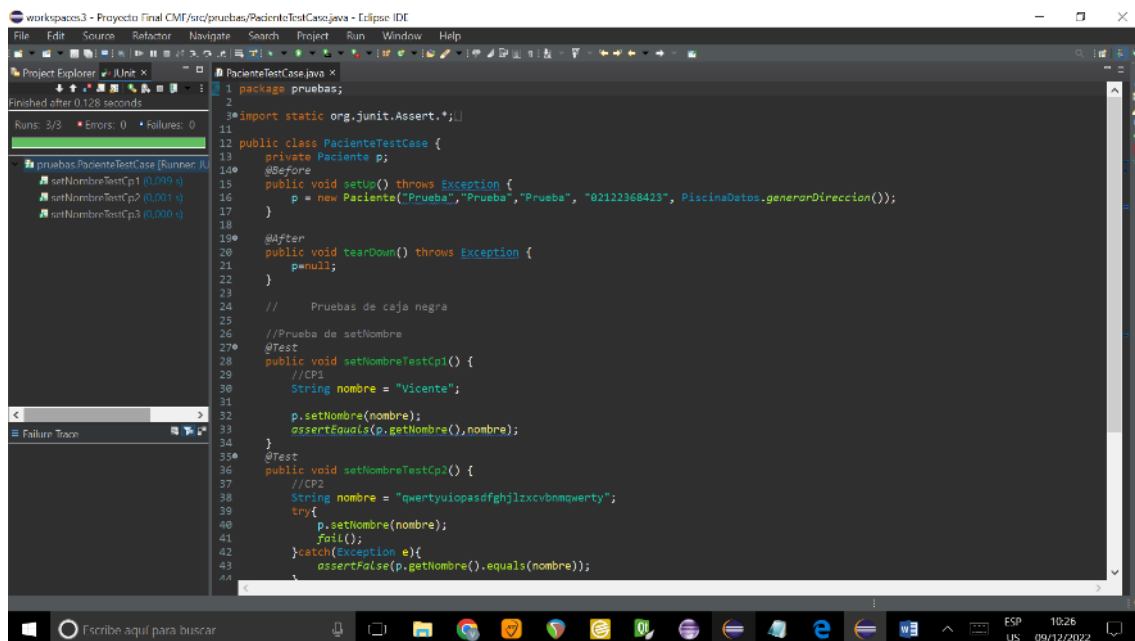 workspaces3 - Proyecto Final CMF/src/pruebas/PacienteTestCase.java - Eclipse IDE
File Edit Source Refactor Navigate Search Project Run Window Help
Project Explorer JUnit
PacienteTestCase.java
Finished after 0.128 seconds
Runs: 3/3 Errors: 0 Failures: 0
pruebas.PacienteTestCase [Runner: JU
setNombreTestCp1 (0,099 s)
setNombreTestCp2 (0,001 s)
setNombreTestCp3 (0,000 s)
Failure Trace
1 package pruebas;
2
3 import static org.junit.Assert.*;
11
12 public class PacienteTestCase {
13 private Paciente p;
14 @Before
15 public void setUp() throws Exception {
16 p = new Paciente("Prueba","Prueba","Prueba", "02122368423", PiscinaDatos.generarDireccion());
17 }
18
19 @After
20 public void tearDown() throws Exception {
21 p=null;
22 }
23
24 // Pruebas de caja negra
25
26 //Prueba de setNombre
27 @Test
28 public void setNombreTestCp1() {
29 //CP1
30 String nombre = "Vicente";
31
32 p.setNombre(nombre);
33 assertEquals(p.getNombre(),nombre);
34 }
35 @Test
36 public void setNombreTestCp2() {
37 //CP2
38 String nombre = "qwertyuiopasdfghjlzxcvbnmqwerty";
39 try{
40 p.setNombre(nombre);
41 fail();
42 }catch(Exception e){
43 assertFalse(p.getNombre().equals(nombre));
44 }
Escribe aquí para buscar
ESP
US
10:26
09/12/2022